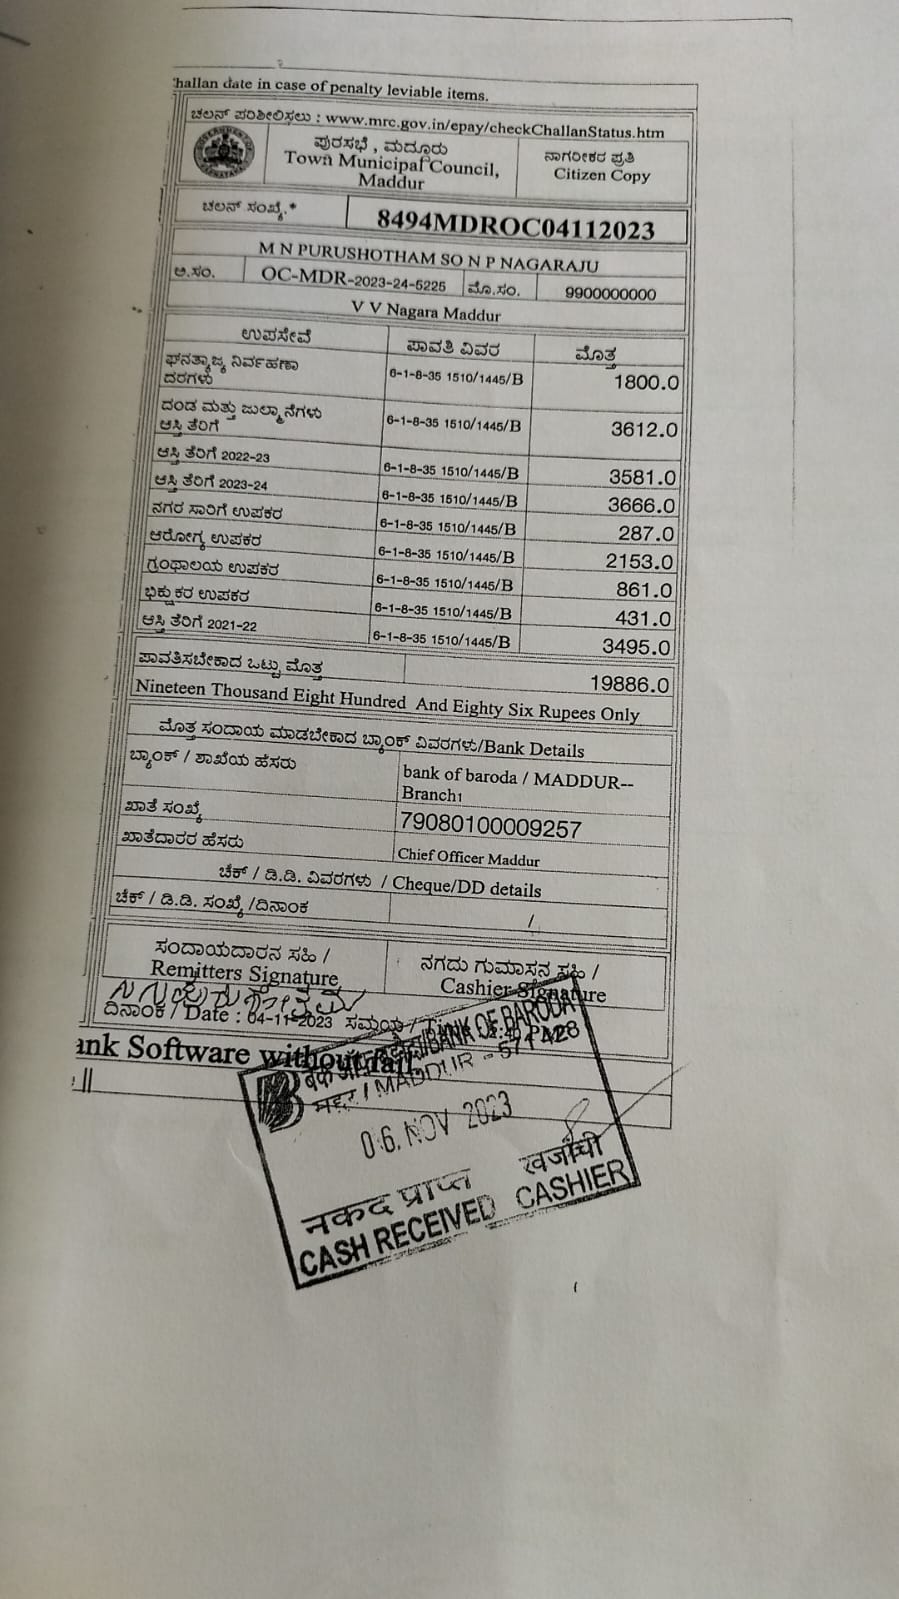 Challan date in case of penalty leviable items.
ಚಲನ್ ಪರಿಶೀಲಿಸಲು : www.mrc.gov.in/epay/checkChallanStatus.htm
ಪುರಸಭೆ , ಮದ್ದೂರು
Town Municipal Council,
Maddur
ನಾಗರೀಕರ ಪ್ರತಿ
Citizen Copy
ಚಲನ್ ಸಂಖ್ಯೆ.* 8494MDROC04112023
M N PURUSHOTHAM SO N P NAGARAJU
ಅ.ಸಂ. OC-MDR-2023-24-5225 ಮೊ.ಸಂ. 9900000000
V V Nagara Maddur
ಉಪಸೇವೆ ಪಾವತಿ ವಿವರ ಮೊತ್ತ
ಘನತ್ಯಾಜ್ಯ ನಿರ್ವಹಣಾ
ದರಗಳು 6-1-8-35 1510/1445/B 1800.0
ದಂಡ ಮತ್ತು ಜುಲ್ಮಾನೆಗಳು
ಆಸ್ತಿ ತೆರಿಗೆ 6-1-8-35 1510/1445/B 3612.0
ಆಸ್ತಿ ತೆರಿಗೆ 2022-23 6-1-8-35 1510/1445/B 3581.0
ಆಸ್ತಿ ತೆರಿಗೆ 2023-24 6-1-8-35 1510/1445/B 3666.0
ನಗರ ಸಾರಿಗೆ ಉಪಕರ 6-1-8-35 1510/1445/B 287.0
ಆರೋಗ್ಯ ಉಪಕರ 6-1-8-35 1510/1445/B 2153.0
ಗ್ರಂಥಾಲಯ ಉಪಕರ 6-1-8-35 1510/1445/B 861.0
ಭಿಕ್ಷುಕರ ಉಪಕರ 6-1-8-35 1510/1445/B 431.0
ಆಸ್ತಿ ತೆರಿಗೆ 2021-22 6-1-8-35 1510/1445/B 3495.0
ಪಾವತಿಸಬೇಕಾದ ಒಟ್ಟು ಮೊತ್ತ 19886.0
Nineteen Thousand Eight Hundred And Eighty Six Rupees Only
ಮೊತ್ತ ಸಂದಾಯ ಮಾಡಬೇಕಾದ ಬ್ಯಾಂಕ್ ವಿವರಗಳು/Bank Details
ಬ್ಯಾಂಕ್ / ಶಾಖೆಯ ಹೆಸರು bank of baroda / MADDUR--
Branch1
ಖಾತೆ ಸಂಖ್ಯೆ 79080100009257
ಖಾತೆದಾರರ ಹೆಸರು Chief Officer Maddur
ಚೆಕ್ / ಡಿ.ಡಿ. ವಿವರಗಳು / Cheque/DD details
ಚೆಕ್ / ಡಿ.ಡಿ. ಸಂಖ್ಯೆ /ದಿನಾಂಕ /
ಸಂದಾಯದಾರನ ಸಹಿ /
Remitters Signature
ನಗದು ಗುಮಾಸನ ಸಹಿ /
Cashier Signature
ದಿನಾಂಕ / Date : 04-11-2023 ಸಮಯ / Time PM
ank Software without fail.
BANK OF BARODA
मद्दूर / MADDUR - 571428
06. NOV 2023
नकद प्राप्त खजांची
CASH RECEIVED CASHIER